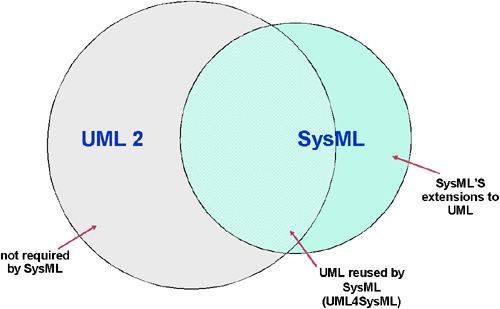 UML 2
SysML
SysML'S
extensions to
UML
not required
by SysML
UML reused by
SysML
(UML4SysML)